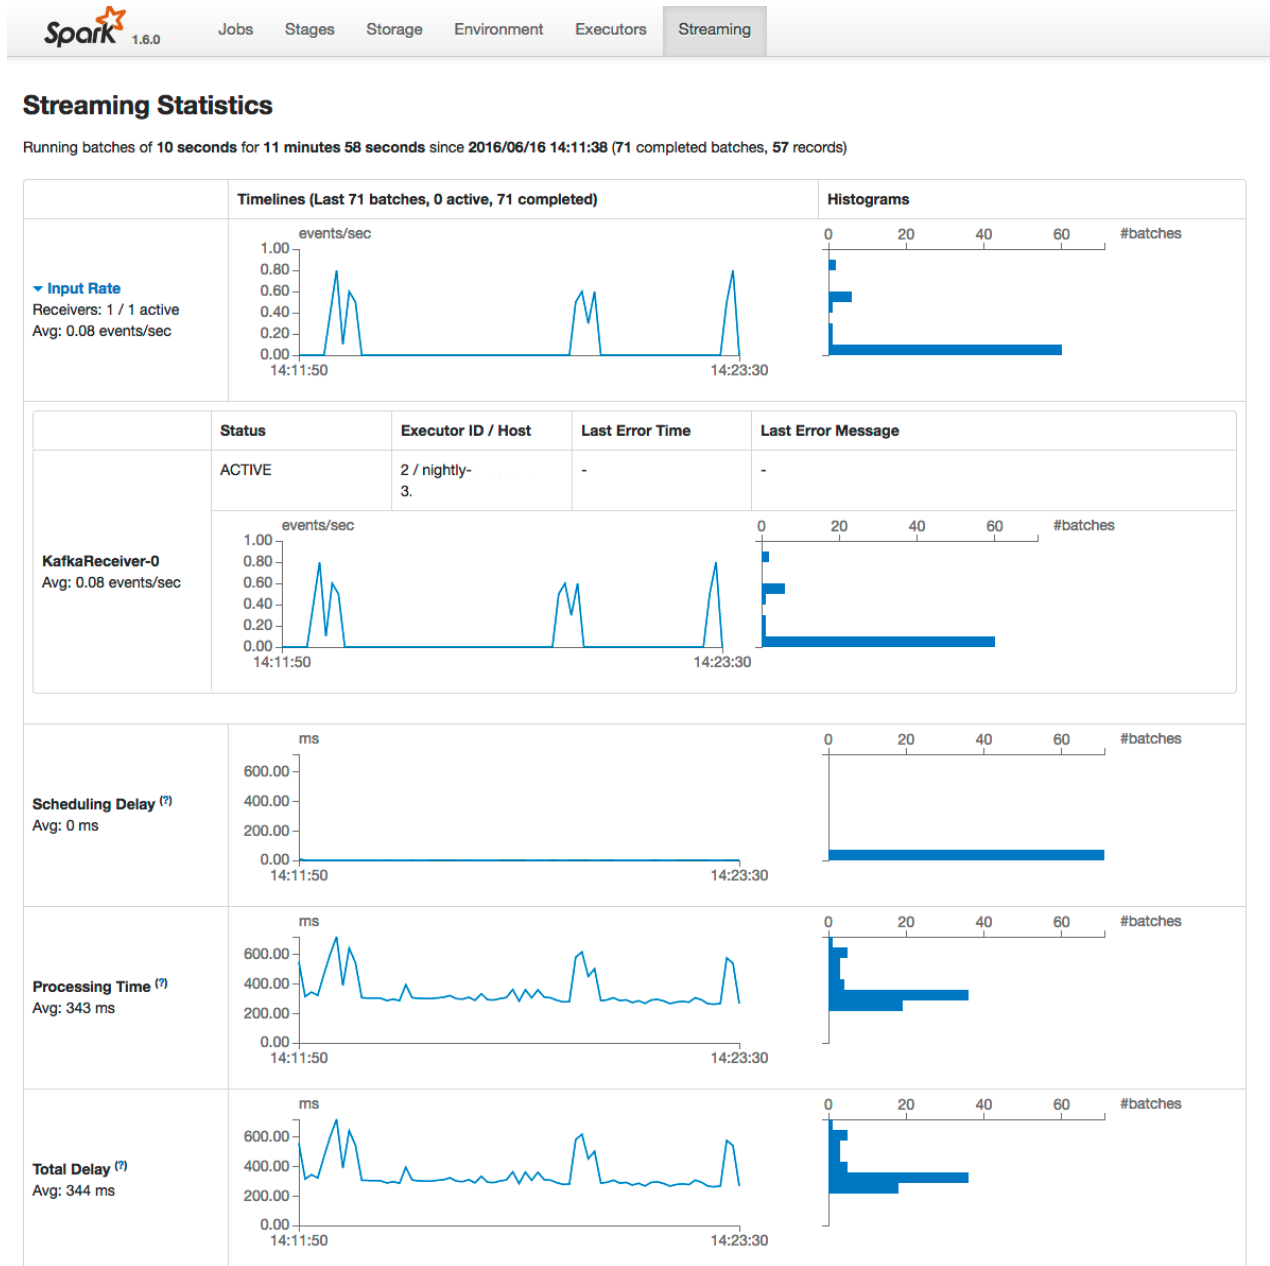 Spark 1.6.0 Jobs Stages Storage Environment Executors Streaming
Streaming Statistics
Running batches of 10 seconds for 11 minutes 58 seconds since 2016/06/16 14:11:38 (71 completed batches, 57 records)
Timelines (Last 71 batches, 0 active, 71 completed) Histograms
Input Rate
Receivers: 1 / 1 active
Avg: 0.08 events/sec
events/sec
1.00
0.80
0.60
0.40
0.20
0.00
14:11:50 14:23:30
0 20 40 60 #batches
Status Executor ID / Host Last Error Time Last Error Message
KafkaReceiver-0
Avg: 0.08 events/sec
ACTIVE 2 / nightly- - -
3.
events/sec
1.00
0.80
0.60
0.40
0.20
0.00
14:11:50 14:23:30
0 20 40 60 #batches
Scheduling Delay (?)
Avg: 0 ms
ms
600.00
400.00
200.00
0.00
14:11:50 14:23:30
0 20 40 60 #batches
Processing Time (?)
Avg: 343 ms
ms
600.00
400.00
200.00
0.00
14:11:50 14:23:30
0 20 40 60 #batches
Total Delay (?)
Avg: 344 ms
ms
600.00
400.00
200.00
0.00
14:11:50 14:23:30
0 20 40 60 #batches